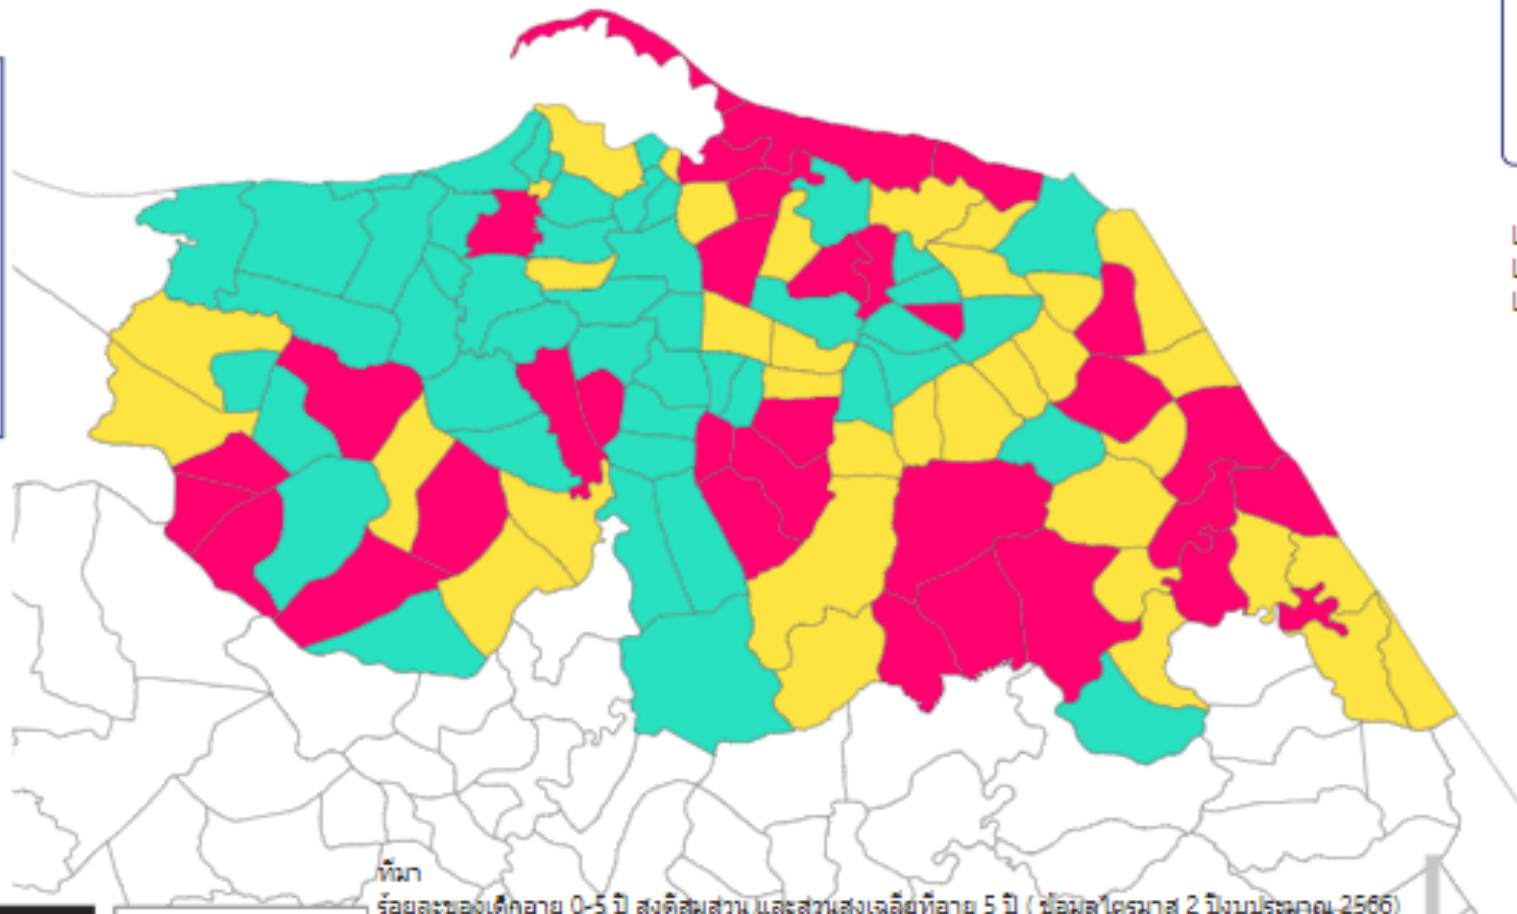 ที่มา
ร้อยละของเด็กอายุ 0-5 ปี สูงดีสมส่วน และส่วนสูงเฉลี่ยที่อายุ 5 ปี ( ข้อมูลไตรมาส 2 ปีงบประมาณ 2566)